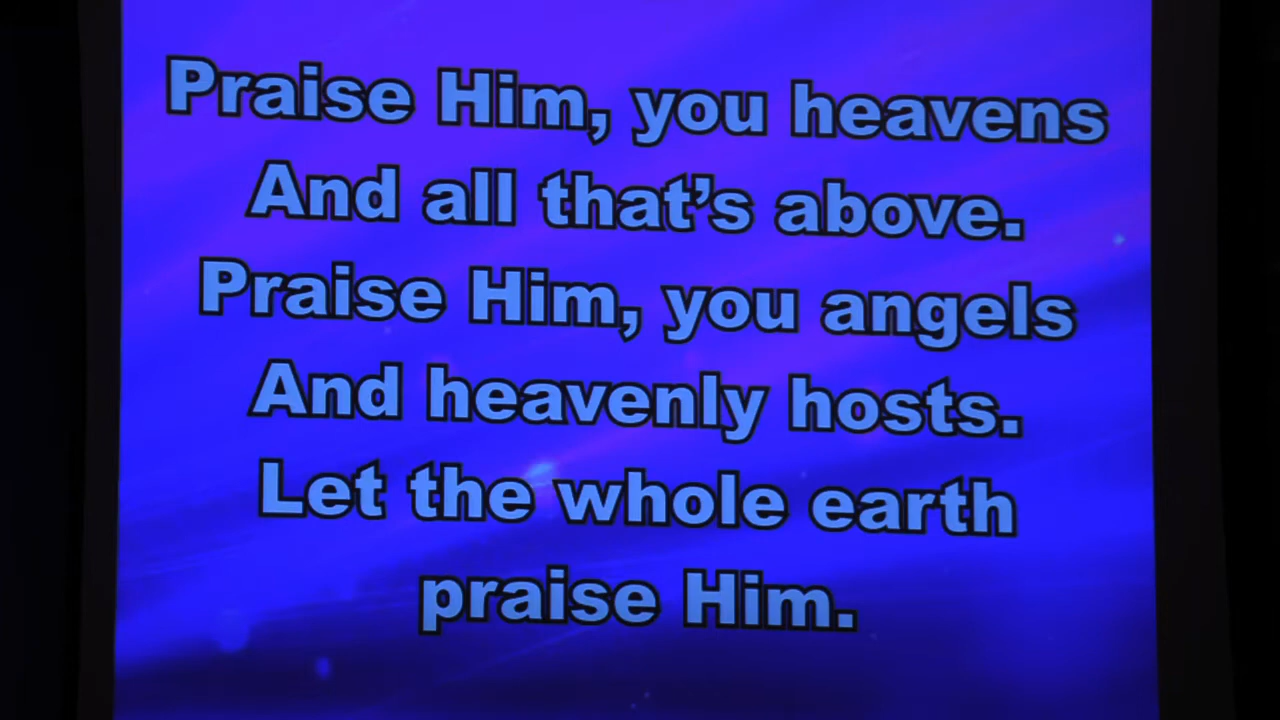 Praise Him, you heavens
And all that’s above.
Praise Him, you angels
And heavenly hosts.
Let the whole earth
praise Him.